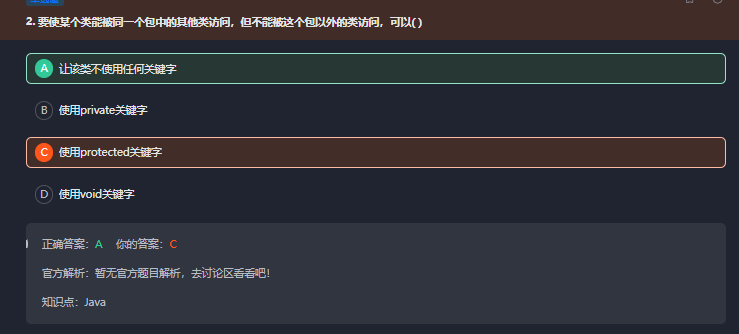 2. 要使某个类能被同一个包中的其他类访问，但不能被这个包以外的类访问，可以( )
A 让该类不使用任何关键字
B 使用private关键字
C 使用protected关键字
D 使用void关键字
正确答案：A 你的答案：C
官方解析：暂无官方题目解析，去讨论区看看吧！
知识点：Java